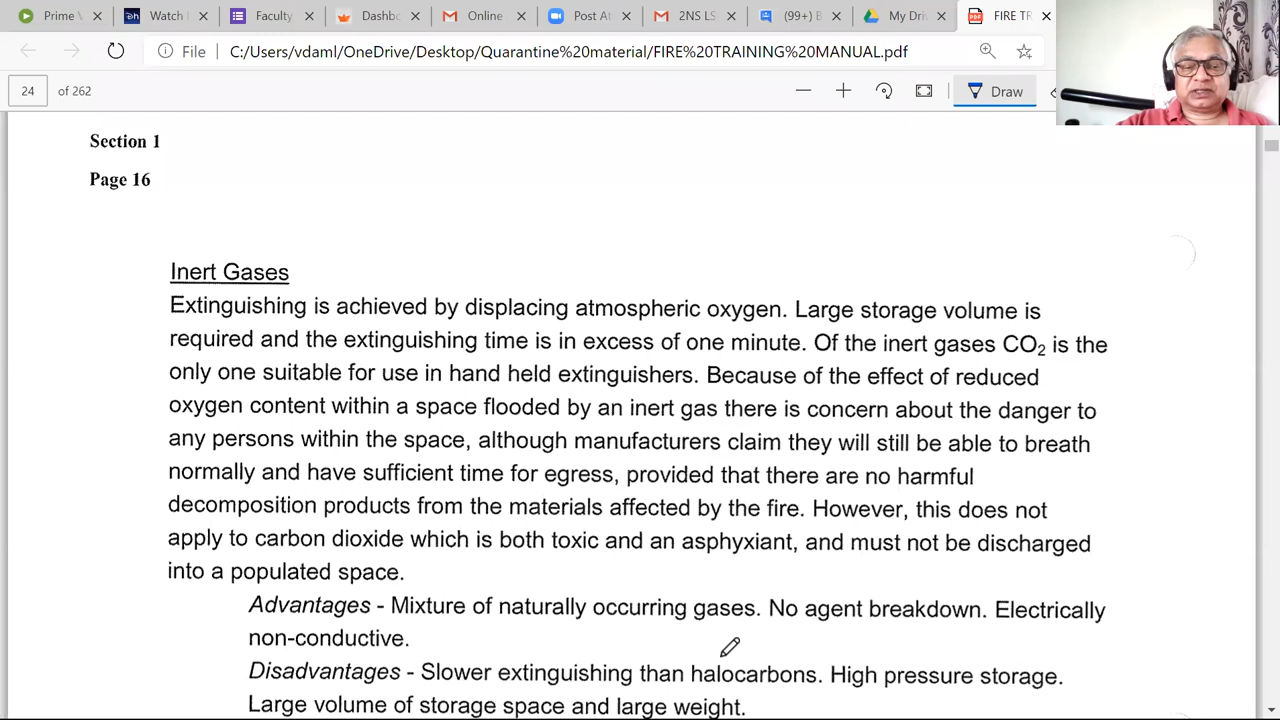 Prime V
Watch
Faculty
Dashbo
Online
Post At
2NS S
(99+) B
My Driv
FIRE TR
File
C:/Users/vdaml/OneDrive/Desktop/Quarantine%20material/FIRE%20TRAINING%20MANUAL.pdf
24 of 262
Draw
Section 1
Page 16
Inert Gases
Extinguishing is achieved by displacing atmospheric oxygen. Large storage volume is
required and the extinguishing time is in excess of one minute. Of the inert gases CO₂ is the
only one suitable for use in hand held extinguishers. Because of the effect of reduced
oxygen content within a space flooded by an inert gas there is concern about the danger to
any persons within the space, although manufacturers claim they will still be able to breath
normally and have sufficient time for egress, provided that there are no harmful
decomposition products from the materials affected by the fire. However, this does not
apply to carbon dioxide which is both toxic and an asphyxiant, and must not be discharged
into a populated space.
Advantages - Mixture of naturally occurring gases. No agent breakdown. Electrically
non-conductive.
Disadvantages - Slower extinguishing than halocarbons. High pressure storage.
Large volume of storage space and large weight.